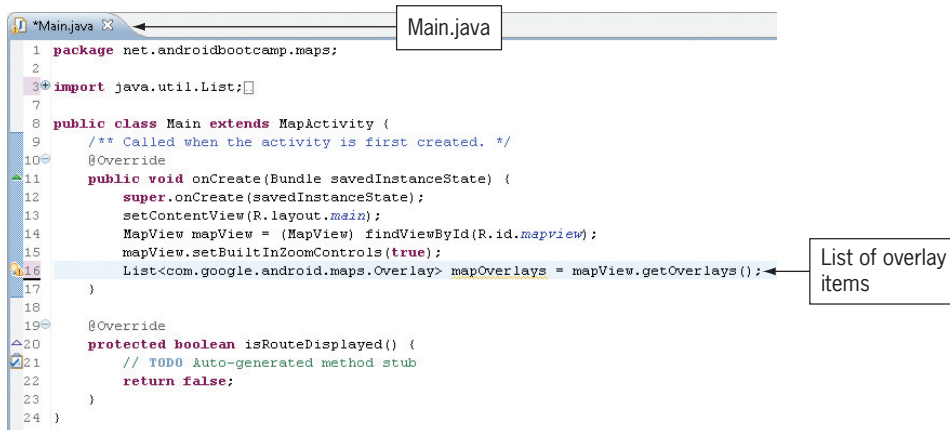 *Main.java
Main.java
1 package net.androidbootcamp.maps;
2
3 import java.util.List;
7
8 public class Main extends MapActivity {
9 /** Called when the activity is first created. */
10 @Override
11 public void onCreate(Bundle savedInstanceState) {
12 super.onCreate(savedInstanceState);
13 setContentView(R.layout.main);
14 MapView mapView = (MapView) findViewById(R.id.mapview);
15 mapView.setBuiltInZoomControls(true);
16 List<com.google.android.maps.Overlay> mapOverlays = mapView.getOverlays();
List of overlay
items
17 }
18
19 @Override
20 protected boolean isRouteDisplayed() {
21 // TODO Auto-generated method stub
22 return false;
23 }
24 }